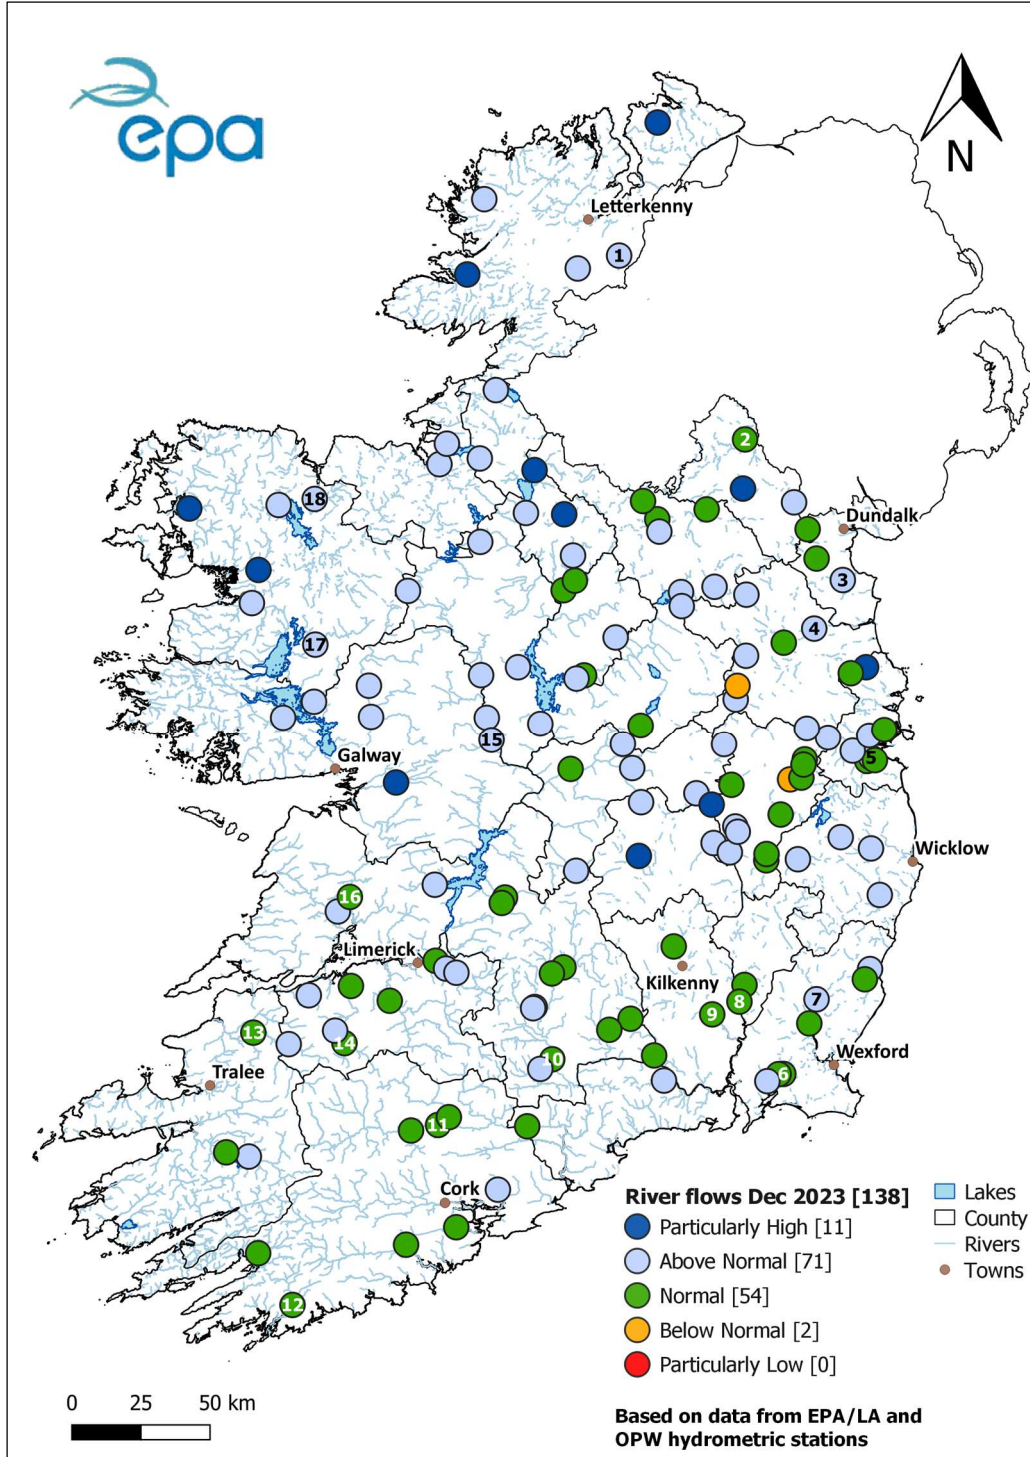 epa
N
Letterkenny
1
2
18
Dundalk
3
4
17
15
Galway
5
Wicklow
16
Limerick
Kilkenny
7
8
9
13
14
10
Wexford
Tralee
6
11
Cork
12
River flows Dec 2023 [138]
Particularly High [11]
Above Normal [71]
Normal [54]
Below Normal [2]
Particularly Low [0]
Lakes
County
Rivers
Towns
0 25 50 km
Based on data from EPA/LA and
OPW hydrometric stations